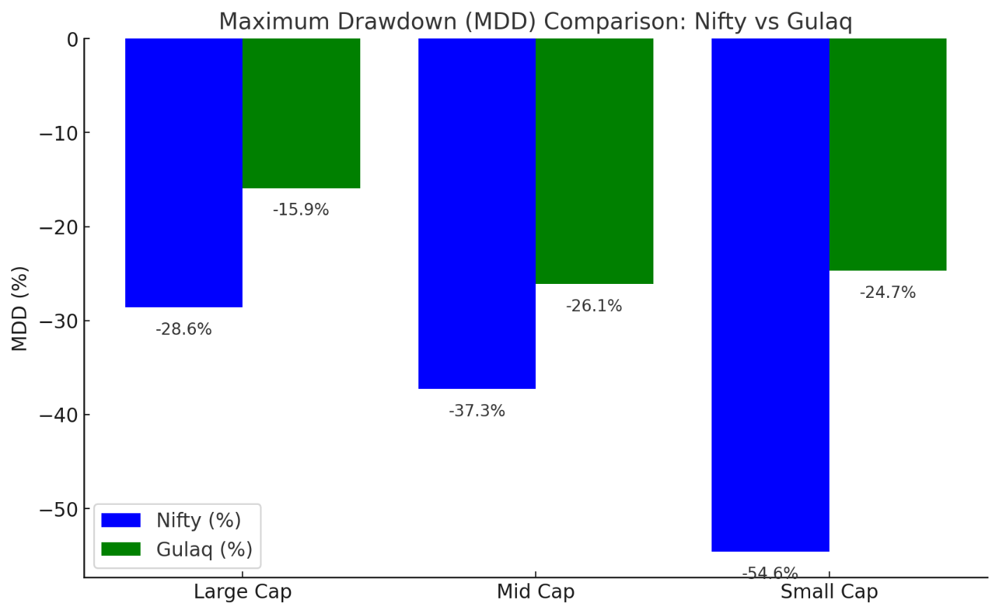 Maximum Drawdown (MDD) Comparison: Nifty vs Gulaq
0
−10
−20
−30
−40
−50
MDD (%)
-15.9%
-28.6%
-26.1%
-37.3%
-24.7%
-54.6%
Nifty (%)
Gulaq (%)
Large Cap
Mid Cap
Small Cap